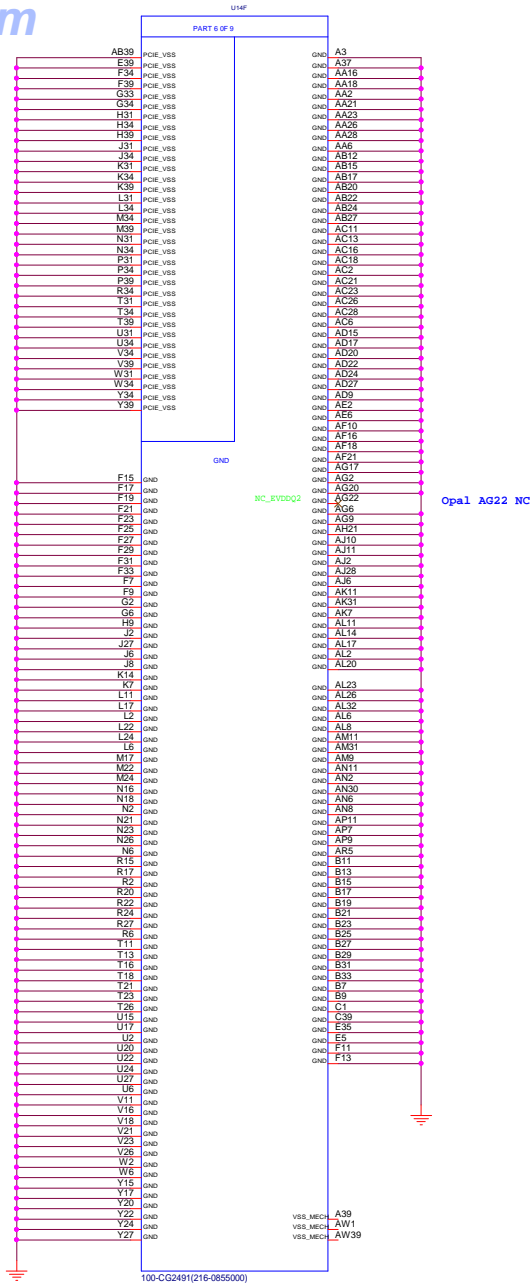 m
U14F
PART 6 0F 9
AB39 PCIE_VSS
E39 PCIE_VSS
F34 PCIE_VSS
F39 PCIE_VSS
G33 PCIE_VSS
G34 PCIE_VSS
H31 PCIE_VSS
H34 PCIE_VSS
H39 PCIE_VSS
J31 PCIE_VSS
J34 PCIE_VSS
K31 PCIE_VSS
K34 PCIE_VSS
K39 PCIE_VSS
L31 PCIE_VSS
L34 PCIE_VSS
M34 PCIE_VSS
M39 PCIE_VSS
N31 PCIE_VSS
N34 PCIE_VSS
P31 PCIE_VSS
P34 PCIE_VSS
P39 PCIE_VSS
R34 PCIE_VSS
T31 PCIE_VSS
T34 PCIE_VSS
T39 PCIE_VSS
U31 PCIE_VSS
U34 PCIE_VSS
V34 PCIE_VSS
V39 PCIE_VSS
W31 PCIE_VSS
W34 PCIE_VSS
Y34 PCIE_VSS
Y39 PCIE_VSS
GND
F15 GND
F17 GND
F19 GND
F21 GND
F23 GND
F25 GND
F27 GND
F29 GND
F31 GND
F33 GND
F7 GND
F9 GND
G2 GND
G6 GND
H9 GND
J2 GND
J27 GND
J6 GND
J8 GND
K14 GND
K7 GND
L11 GND
L17 GND
L2 GND
L22 GND
L24 GND
L6 GND
M17 GND
M22 GND
M24 GND
N16 GND
N18 GND
N2 GND
N21 GND
N23 GND
N26 GND
N6 GND
R15 GND
R17 GND
R2 GND
R20 GND
R22 GND
R24 GND
R27 GND
R6 GND
T11 GND
T13 GND
T16 GND
T18 GND
T21 GND
T23 GND
T26 GND
U15 GND
U17 GND
U2 GND
U20 GND
U22 GND
U24 GND
U27 GND
U6 GND
V11 GND
V16 GND
V18 GND
V21 GND
V23 GND
V26 GND
W2 GND
W6 GND
Y15 GND
Y17 GND
Y20 GND
Y22 GND
Y24 GND
Y27 GND
GND A3
GND A37
GND AA16
GND AA18
GND AA2
GND AA21
GND AA23
GND AA26
GND AA28
GND AA6
GND AB12
GND AB15
GND AB17
GND AB20
GND AB22
GND AB24
GND AB27
GND AC11
GND AC13
GND AC16
GND AC18
GND AC2
GND AC21
GND AC23
GND AC26
GND AC28
GND AC6
GND AD15
GND AD17
GND AD20
GND AD22
GND AD24
GND AD27
GND AD9
GND AE2
GND AE6
GND AF10
GND AF16
GND AF18
GND AF21
GND AG17
GND AG2
GND AG20
NC_EVDDQ2 GND AG22 Opal AG22 NC
GND AG6
GND AG9
GND AH21
GND AJ10
GND AJ11
GND AJ2
GND AJ28
GND AJ6
GND AK11
GND AK31
GND AK7
GND AL11
GND AL14
GND AL17
GND AL2
GND AL20
GND AL23
GND AL26
GND AL32
GND AL6
GND AL8
GND AM11
GND AM31
GND AM9
GND AN11
GND AN2
GND AN30
GND AN6
GND AN8
GND AP11
GND AP7
GND AP9
GND AR5
GND B11
GND B13
GND B15
GND B17
GND B19
GND B21
GND B23
GND B25
GND B27
GND B29
GND B31
GND B33
GND B7
GND B9
GND C1
GND C39
GND E35
GND E5
GND F11
GND F13
VSS_MECH A39
VSS_MECH AW1
VSS_MECH AW39
100-CG2491(216-0855000)